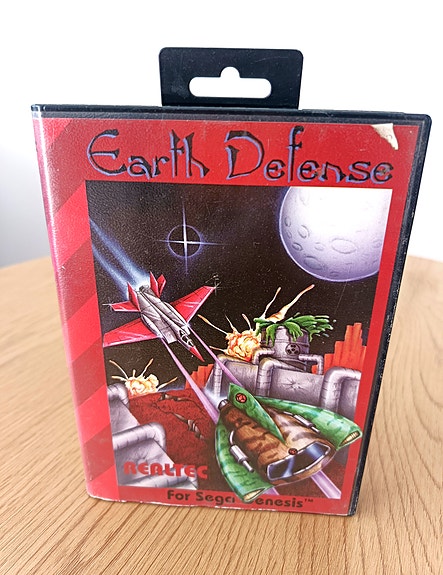 Earth Defense
REALTEC
For Sega Genesis™